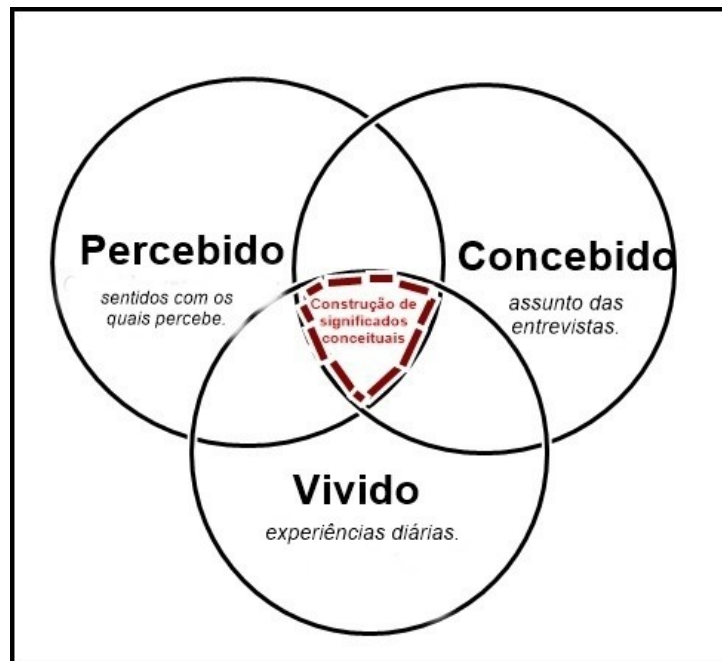 Percebido
sentidos com os
quais percebe.
Concebido
assunto das
entrevistas.
Construção de
significados
conceituais
Vivido
experiências diárias.